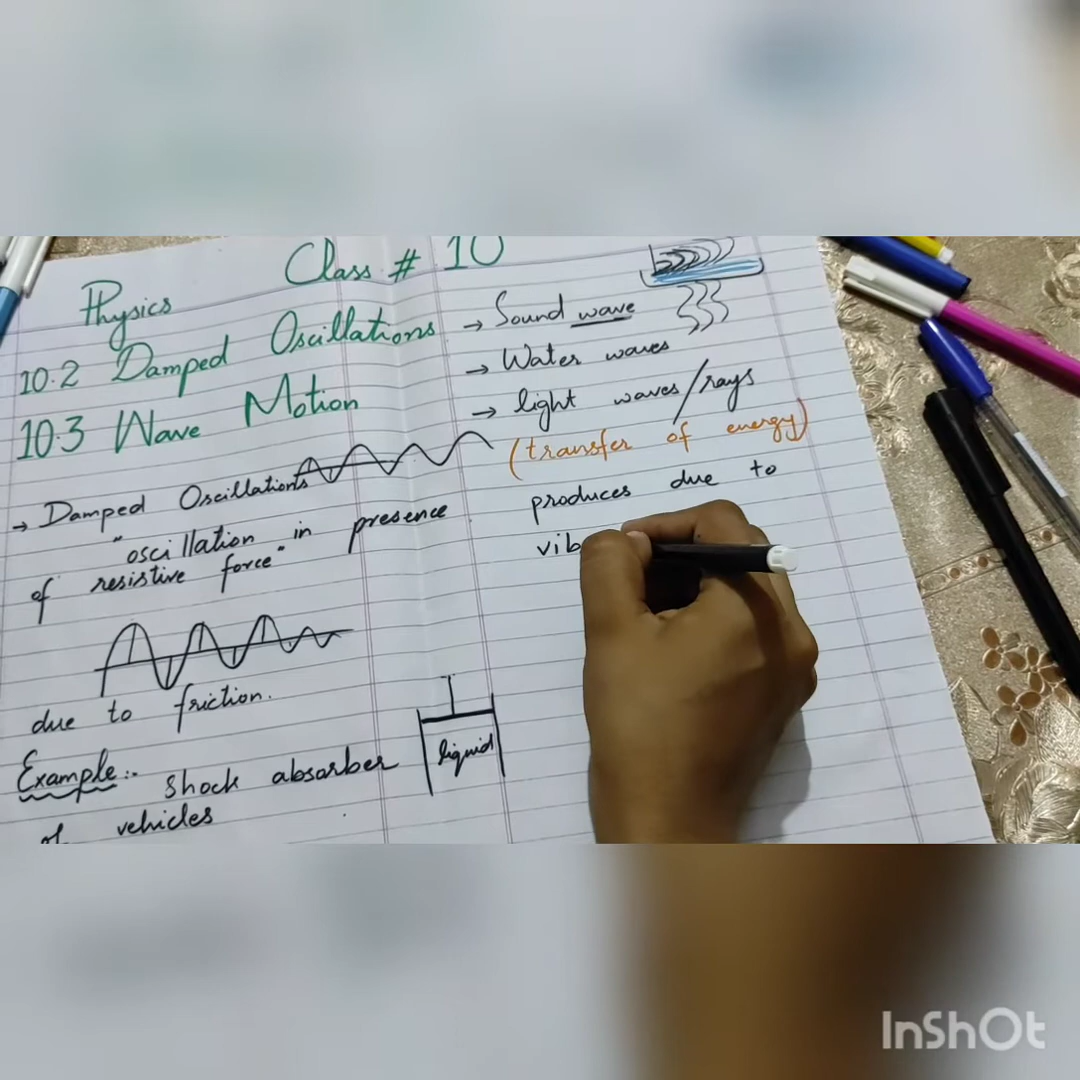 Class # 10
Physics
10.2 Damped Oscillations
10.3 Wave Motion
→ Damped Oscillations
"oscillation in presence
of resistive force"
due to friction.
Example:.
Shock absorber
of vehicles
liquid
→ Sound wave
→ Water waves
→ light waves/rays
(transfer of energy)
produces due to
vib
InShOt